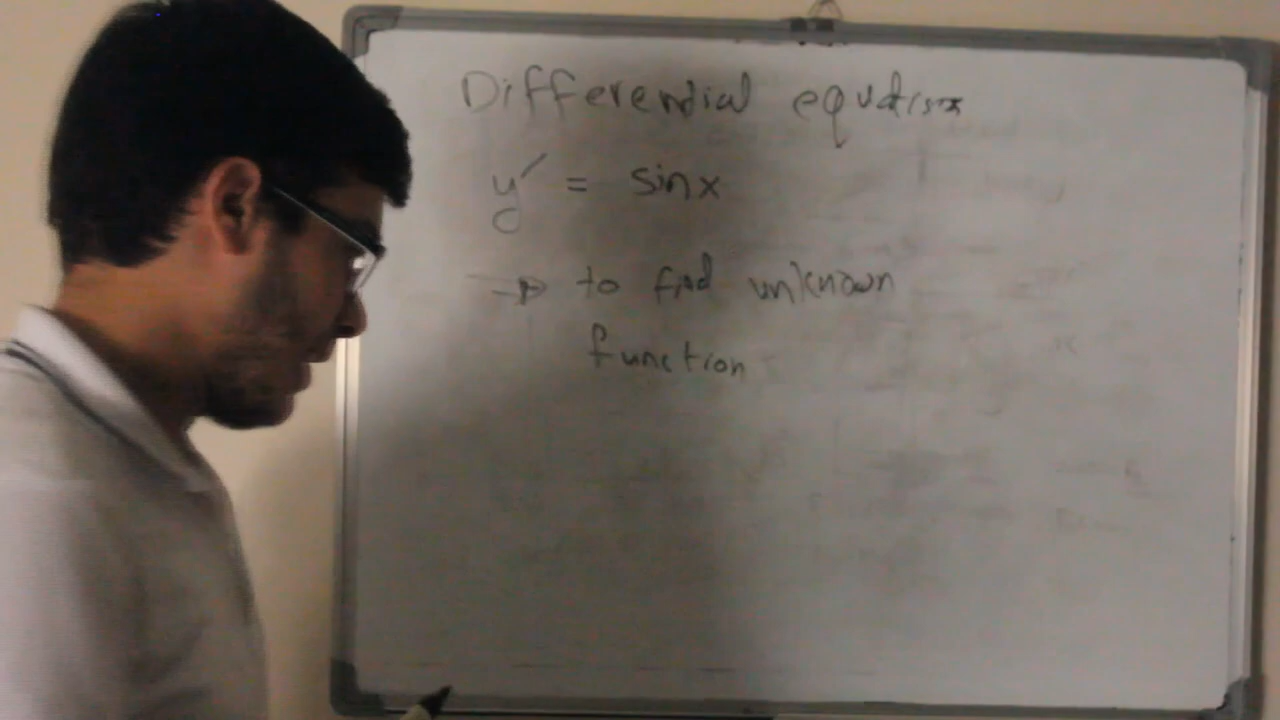 Differential equation
y' = sinx
→ to find unknown
function